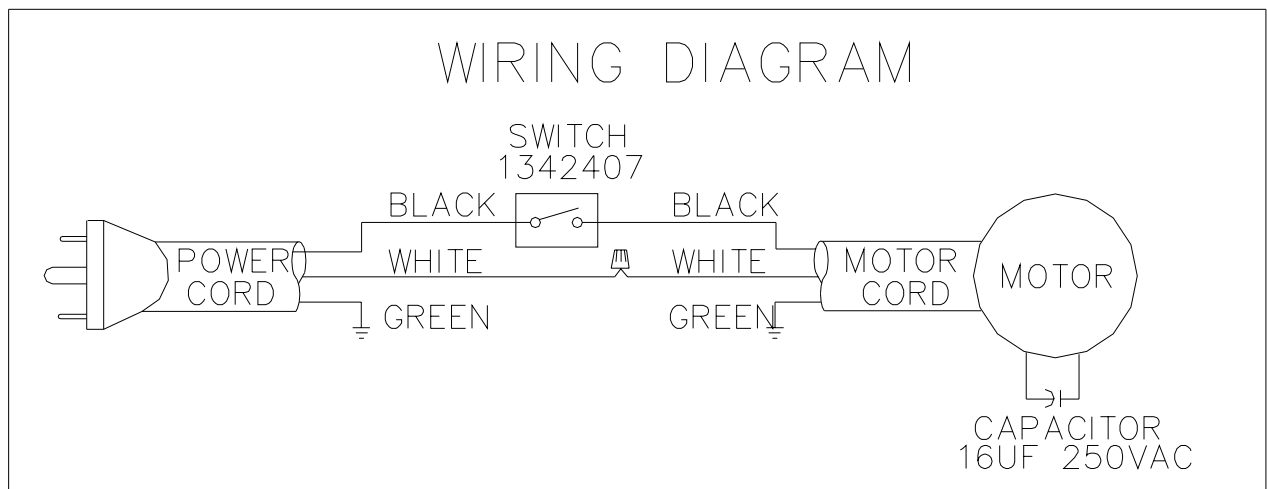 WIRING DIAGRAM
SWITCH
1342407
BLACK
BLACK
POWER
CORD
WHITE
WHITE
MOTOR
CORD
MOTOR
GREEN
GREEN
CAPACITOR
16UF 250VAC